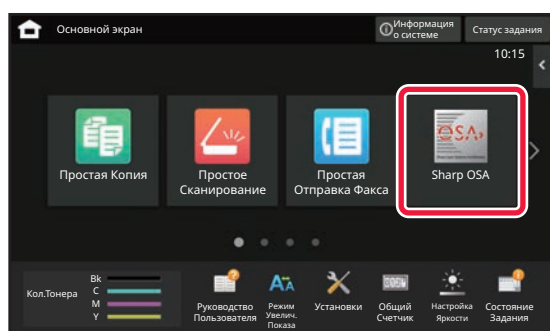 Основной экран
Информация
о системе
Статус задания
10:15
OSA
Простая Копия
Простое
Сканирование
Простая
Отправка Факса
Sharp OSA
Кол.Тонера
Bk
C
M
Y
Руководство
Пользователя
Режим
Увелич.
Показа
Установки
Общий
Счетчик
Настройка
Яркости
Состояние
Задания